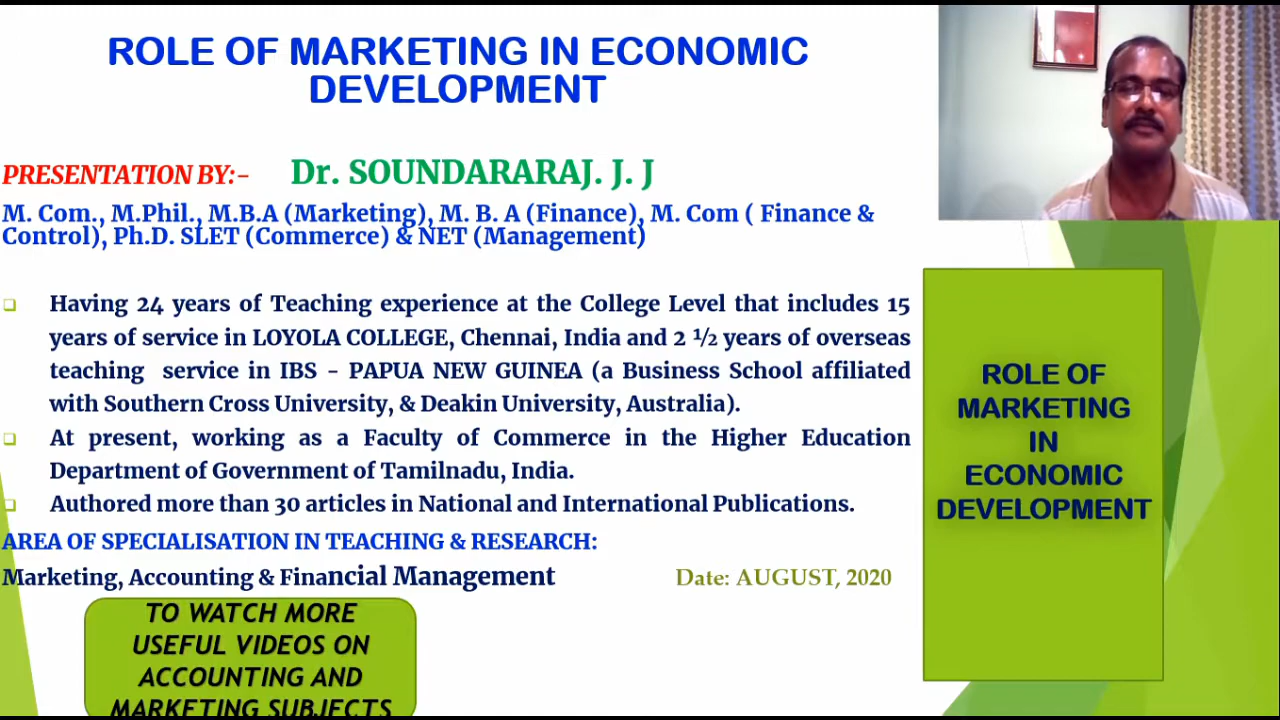 ROLE OF MARKETING IN ECONOMIC
DEVELOPMENT
PRESENTATION BY:- Dr. SOUNDARARAJ. J. J
M. Com., M.Phil., M.B.A (Marketing), M. B. A (Finance), M. Com ( Finance &
Control), Ph.D. SLET (Commerce) & NET (Management)
Having 24 years of Teaching experience at the College Level that includes 15
years of service in LOYOLA COLLEGE, Chennai, India and 2 ½ years of overseas
teaching service in IBS - PAPUA NEW GUINEA (a Business School affiliated
with Southern Cross University, & Deakin University, Australia).
At present, working as a Faculty of Commerce in the Higher Education
Department of Government of Tamilnadu, India.
Authored more than 30 articles in National and International Publications.
AREA OF SPECIALISATION IN TEACHING & RESEARCH:
Marketing, Accounting & Financial Management
Date: AUGUST, 2020
TO WATCH MORE
USEFUL VIDEOS ON
ACCOUNTING AND
MARKETING SUBJECTS
ROLE OF
MARKETING
IN
ECONOMIC
DEVELOPMENT